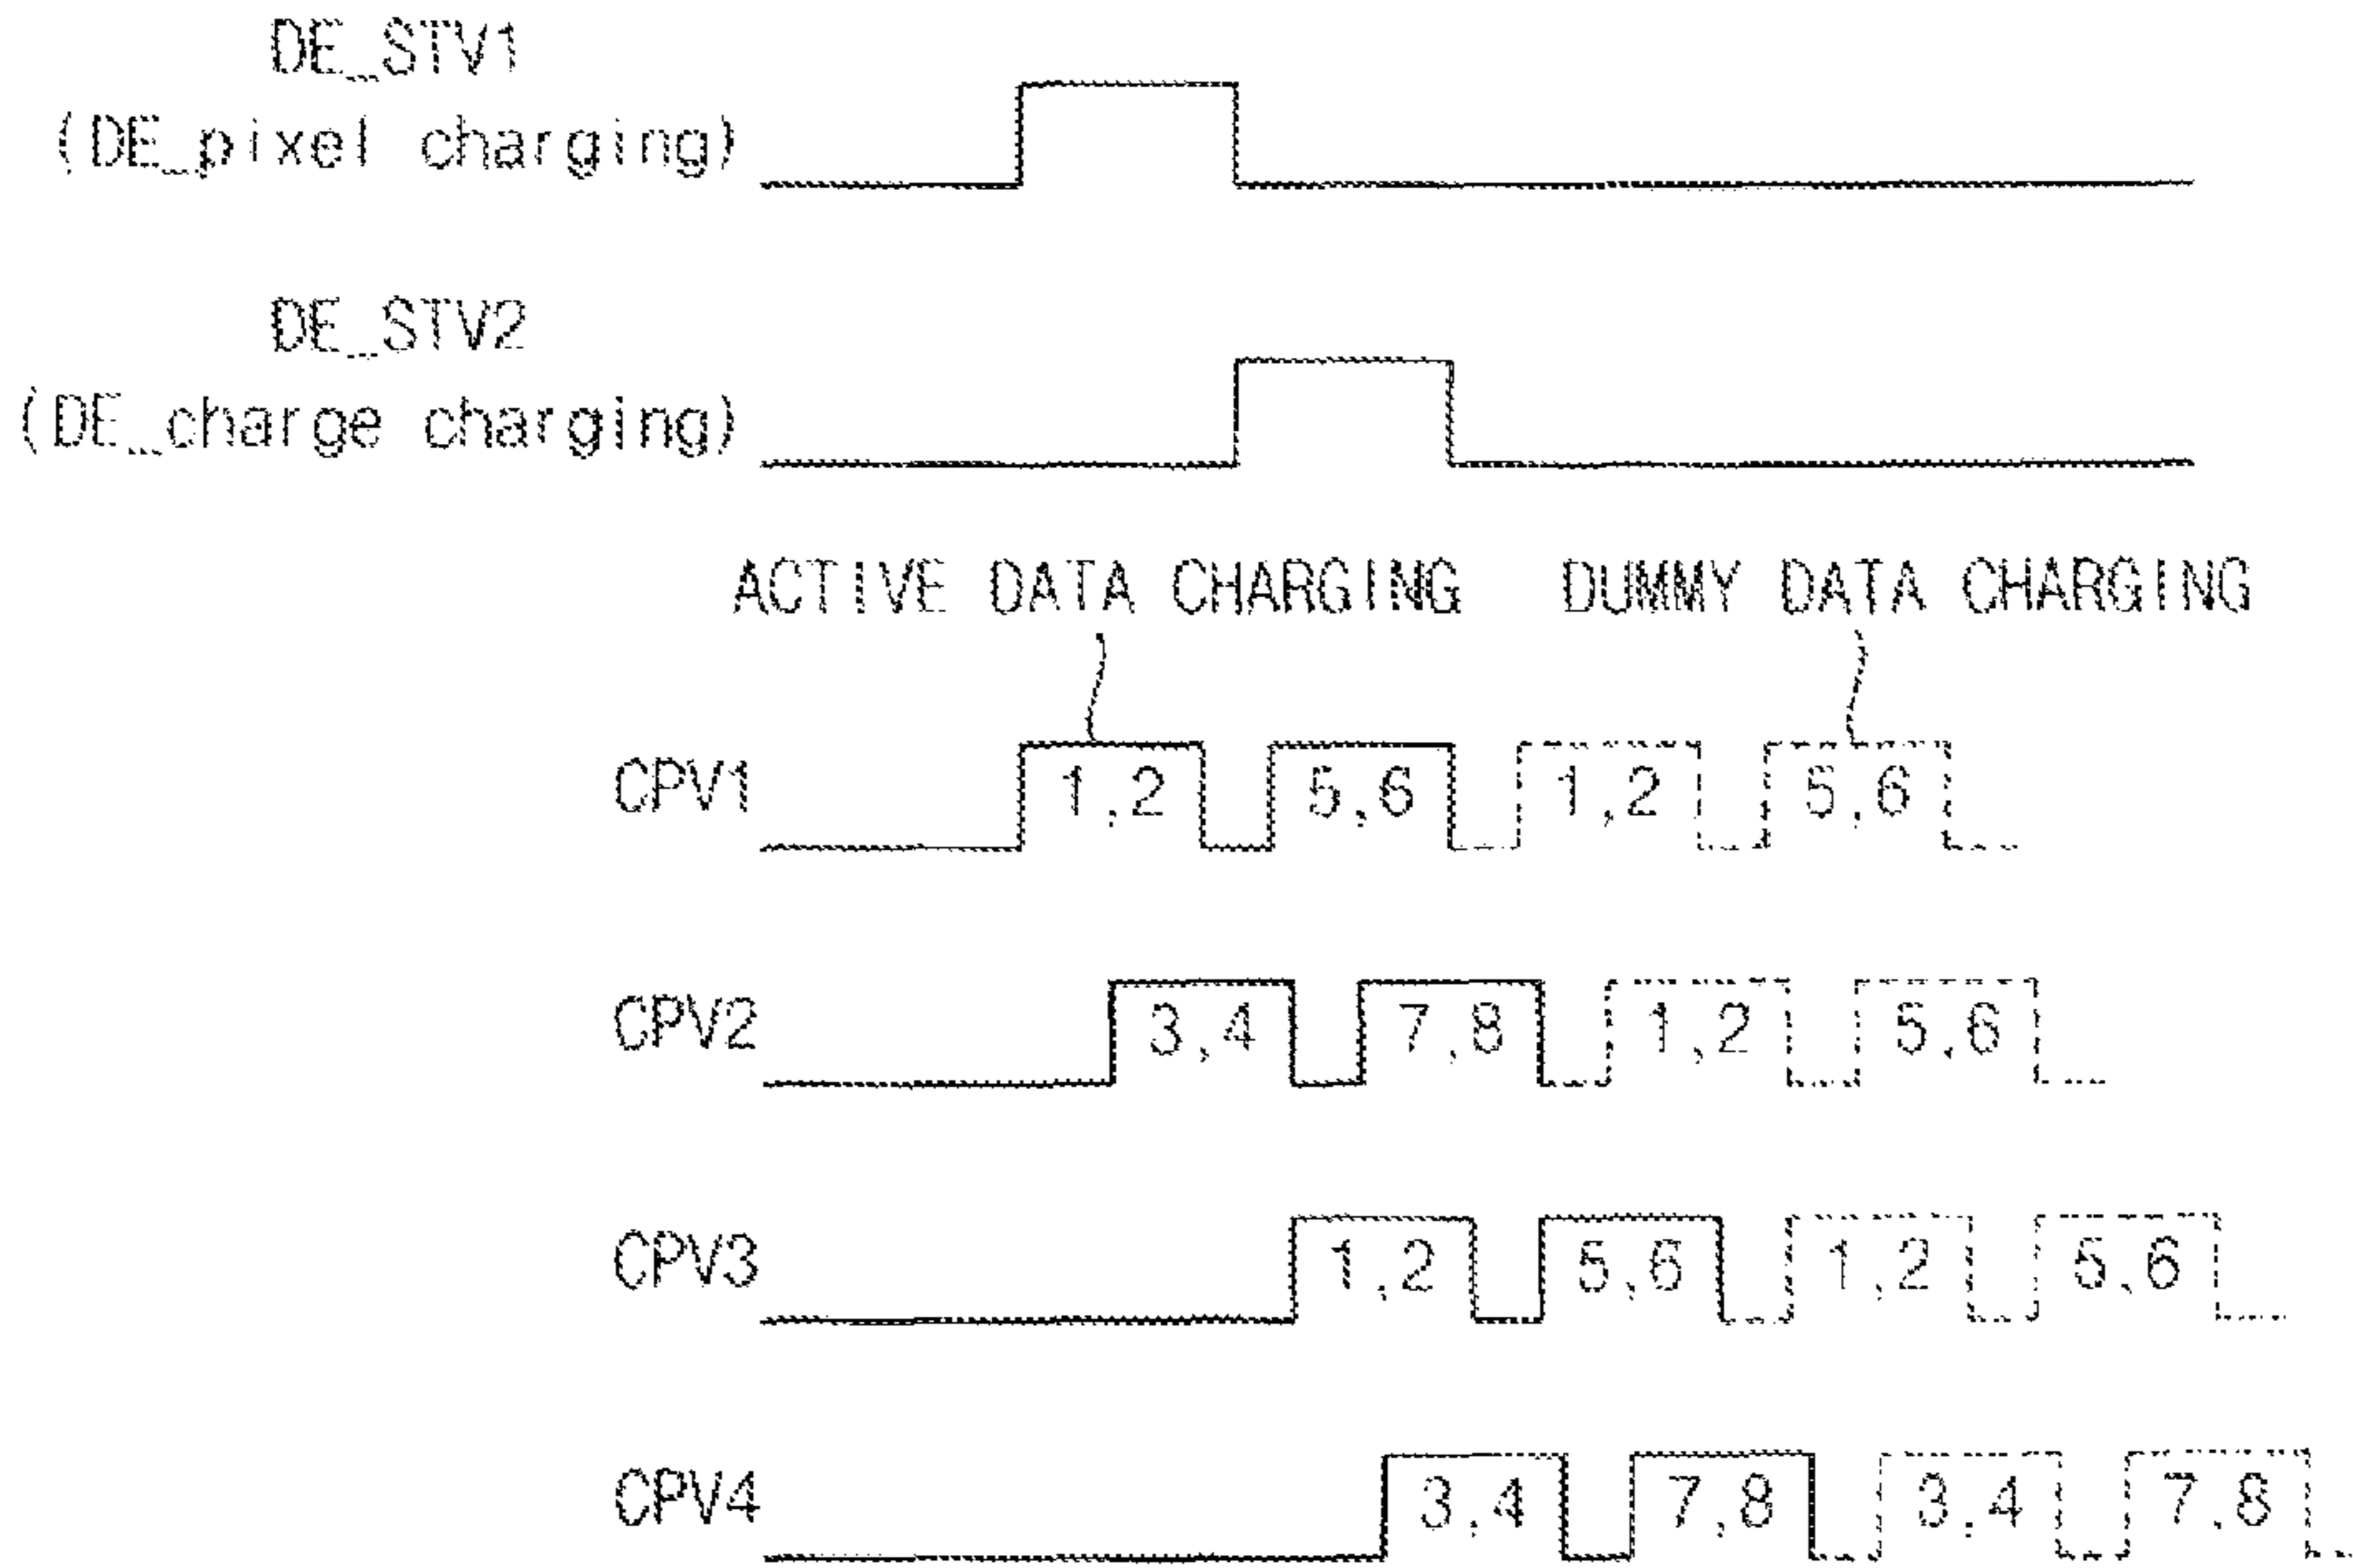 DE_STV1
(DE_pixel charging)
DE_STV2
(DE_charge charging)
ACTIVE DATA CHARGING DUMMY DATA CHARGING
CPV1 1,2 5,6 1,2 5,6
CPV2 3,4 7,8 1,2 5,6
CPV3 1,2 5,6 1,2 5,6
CPV4 3,4 7,8 3,4 7,8